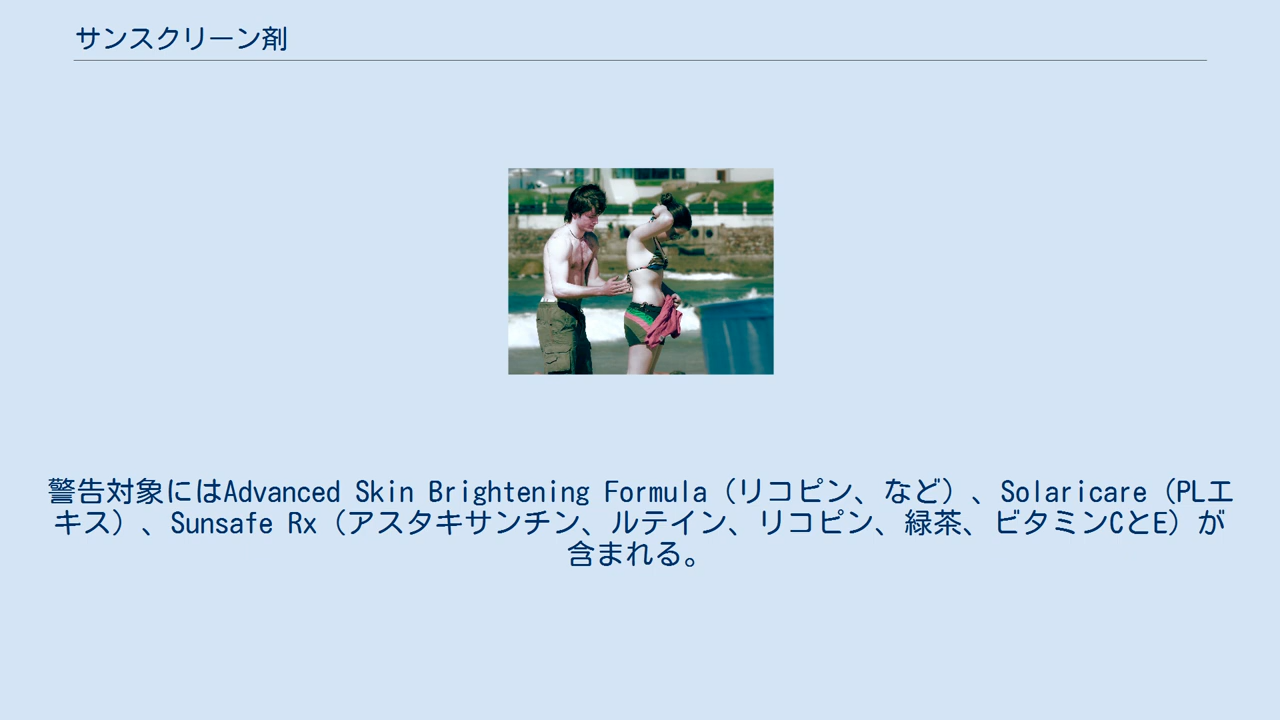 サンスクリーン剤
警告対象にはAdvanced Skin Brightening Formula（リコピン、など）、Solaricare（PLエ
キス）、Sunsafe Rx（アスタキサンチン、ルテイン、リコピン、緑茶、ビタミンCとE）が
含まれる。